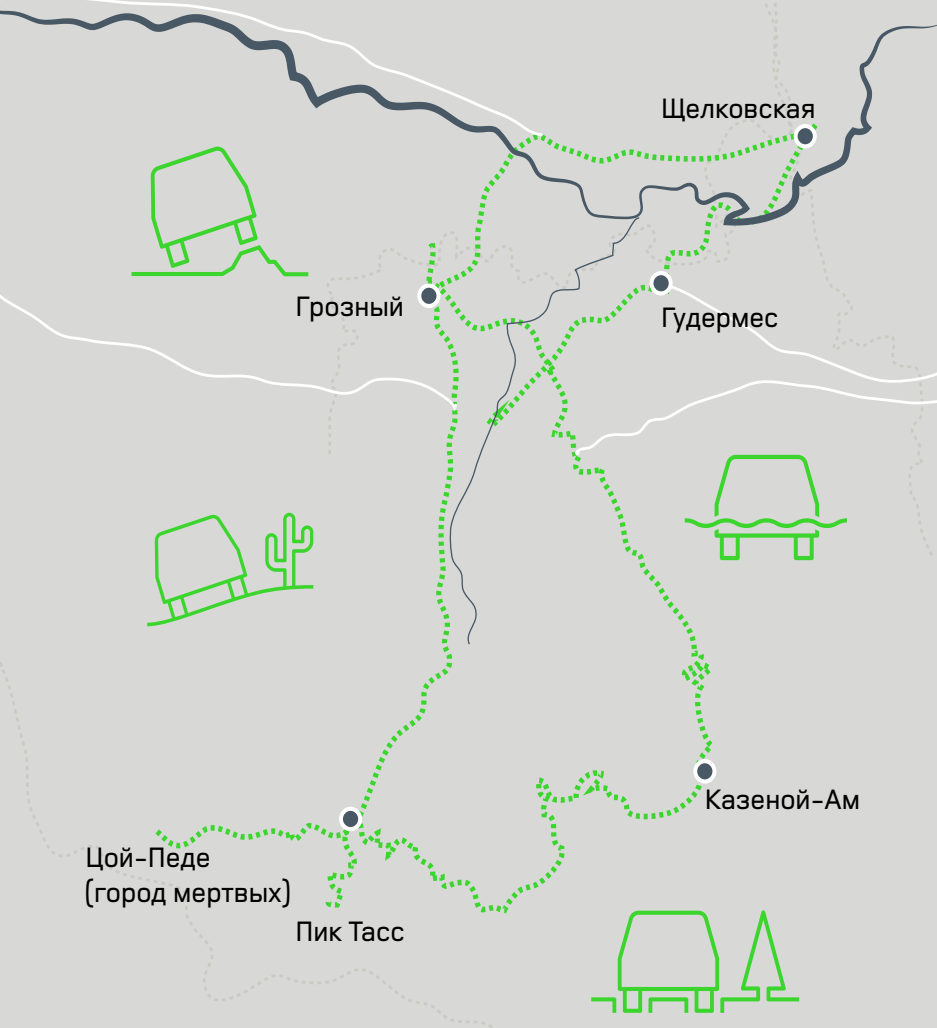 Щелковская
Грозный
Гудермес
Казеной-Ам
Цой-Педе
(город мертвых)
Пик Тасс